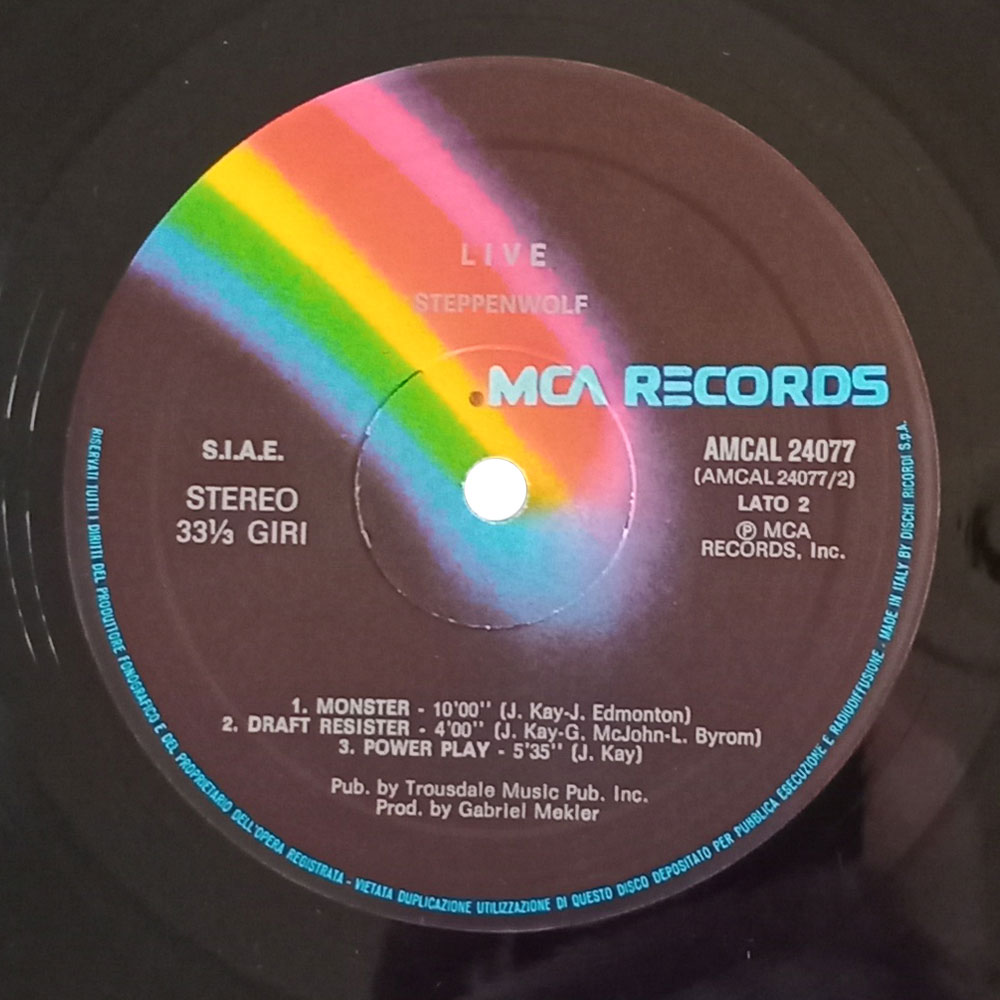 LIVE
STEPPENWOLF
MCA RECORDS
S.I.A.E.
STEREO
33⅓ GIRI
AMCAL 24077
(AMCAL 24077/2)
LATO 2
Ⓟ MCA
RECORDS, Inc.
1. MONSTER - 10'00" (J. Kay-J. Edmonton)
2. DRAFT RESISTER - 4'00" (J. Kay-G. McJohn-L. Byrom)
3. POWER PLAY - 5'35" (J. Kay)
Pub. by Trousdale Music Pub. Inc.
Prod. by Gabriel Mekler
RISERVATI TUTTI I DIRITTI DEL PRODUTTORE FONOGRAFICO E DEL PROPRIETARIO DELL'OPERA REGISTRATA - VIETATA DUPLICAZIONE UTILIZZAZIONE DI QUESTO DISCO DEPOSITATO PER PUBBLICA ESECUZIONE E RADIODIFFUSIONE - MADE IN ITALY BY DISCHI RICORDI S.p.A.